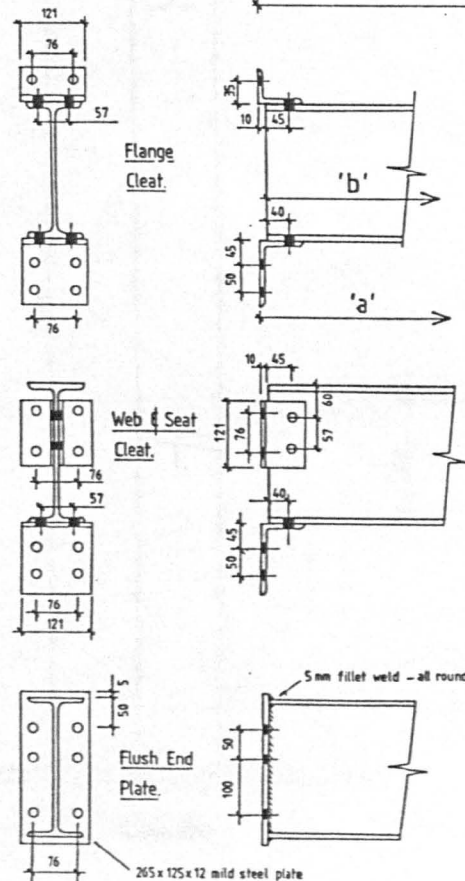 121
76
57
Flange
Cleat.
76
35
10
45
'b'
40
45
50
'a'
Web & Seat
Cleat.
76
57
76
121
10
45
60
121
76
57
40
45
50
5
50
Flush End
Plate.
76
265 x 125 x 12 mild steel plate
5 mm fillet weld – all round
50
100